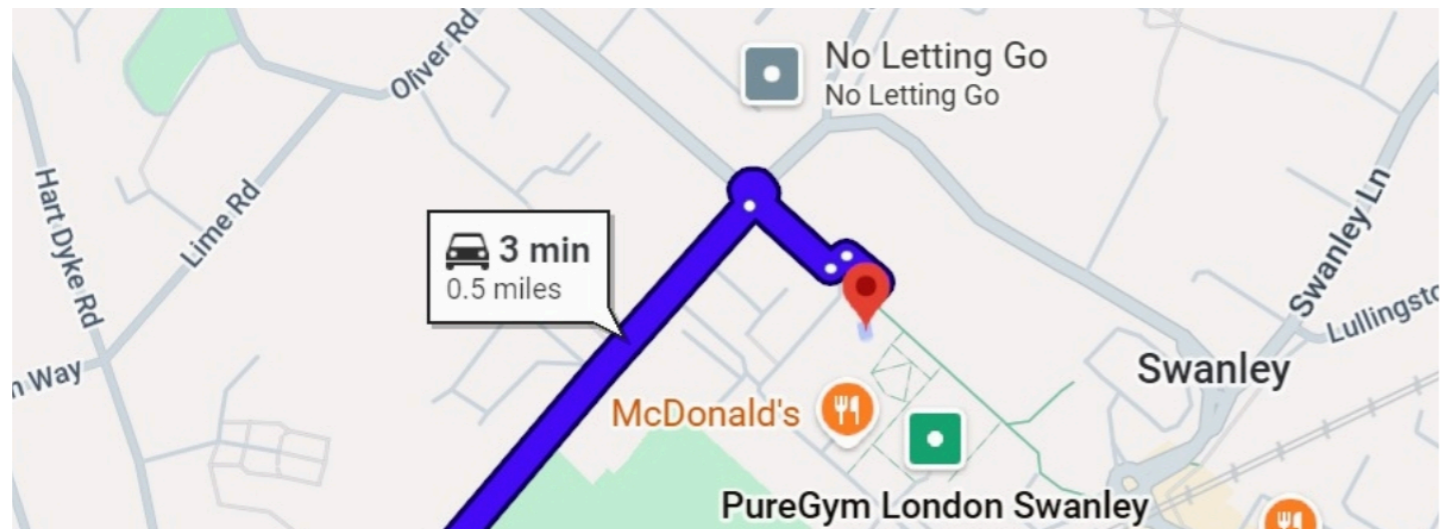 Oliver Rd
No Letting Go
No Letting Go
Hart Dyke Rd
Lime Rd
Swanley Ln
3 min
0.5 miles
Lullingsto
n Way
Swanley
McDonald's
PureGym London Swanley